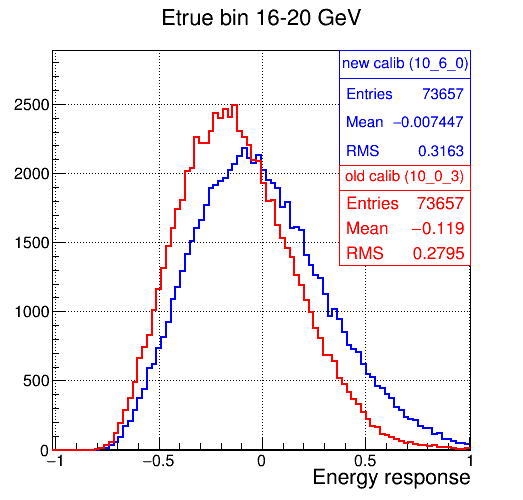 Etrue bin 16-20 GeV
new calib (10_6_0)
Entries 73657
Mean −0.007447
RMS 0.3163
old calib (10_0_3)
Entries 73657
Mean −0.119
RMS 0.2795
2500
2000
1500
1000
500
0
−1 −0.5 0 0.5 1
Energy response